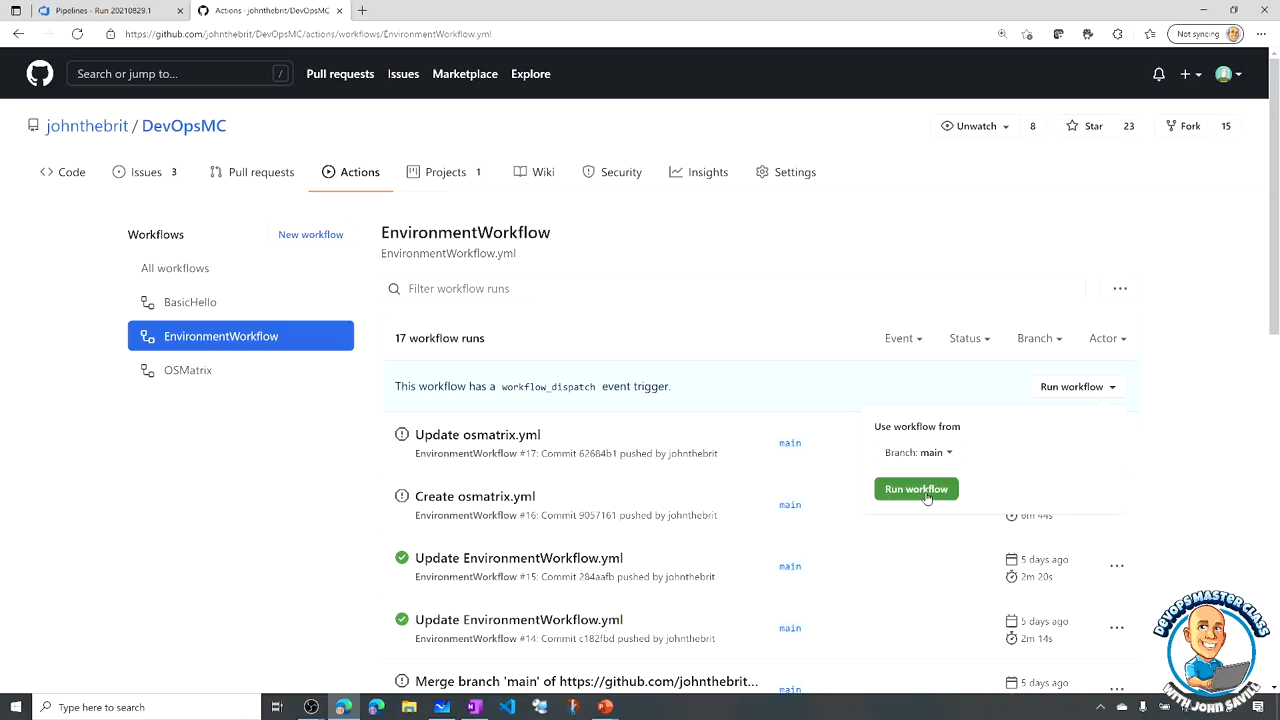 Pipelines - Run 20210829.1
Actions · johnthebrit/DevOpsMC
https://github.com/johnthebrit/DevOpsMC/actions/workflows/EnvironmentWorkflow.yml
Not syncing
Search or jump to... /
Pull requests Issues Marketplace Explore
johnthebrit / DevOpsMC
Unwatch 8 Star 23 Fork 15
Code Issues 3 Pull requests Actions Projects 1 Wiki Security Insights Settings
Workflows
New workflow
All workflows
BasicHello
EnvironmentWorkflow
OSMatrix
EnvironmentWorkflow
EnvironmentWorkflow.yml
Filter workflow runs
17 workflow runs
Event Status Branch Actor
This workflow has a workflow_dispatch event trigger.
Run workflow
Use workflow from
Branch: main
Run workflow
Update osmatrix.yml
EnvironmentWorkflow #17: Commit 62684b1 pushed by johnthebrit
main
Create osmatrix.yml
EnvironmentWorkflow #16: Commit 9057161 pushed by johnthebrit
main
6m 44s
Update EnvironmentWorkflow.yml
EnvironmentWorkflow #15: Commit 284aafb pushed by johnthebrit
main
5 days ago
2m 20s
Update EnvironmentWorkflow.yml
EnvironmentWorkflow #14: Commit c182fbd pushed by johnthebrit
main
5 days ago
2m 14s
Merge branch 'main' of https://github.com/johnthebrit...
main
5 days ago
DEVOPS MASTER CLASS
WITH JOHN SAVILL
Type here to search